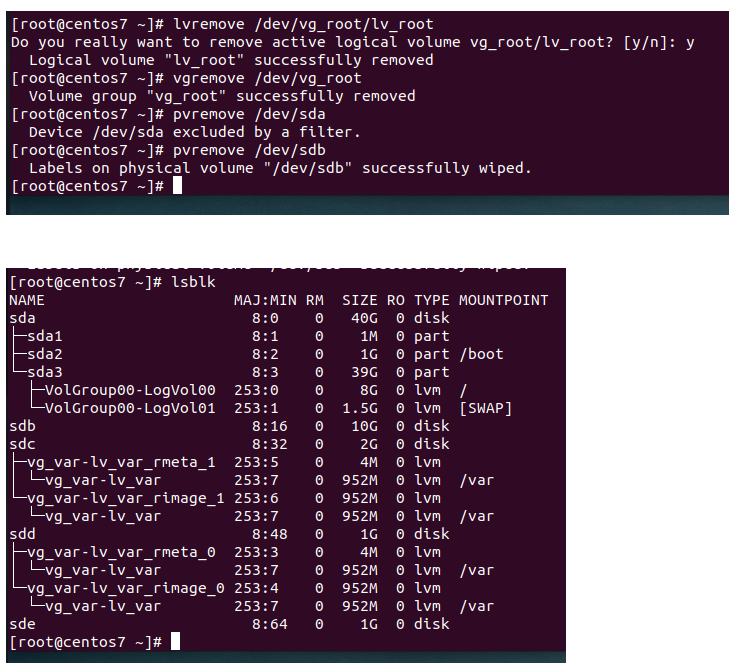 [root@centos7 ~]# lvremove /dev/vg_root/lv_root
Do you really want to remove active logical volume vg_root/lv_root? [y/n]: y
  Logical volume "lv_root" successfully removed
[root@centos7 ~]# vgremove /dev/vg_root
  Volume group "vg_root" successfully removed
[root@centos7 ~]# pvremove /dev/sda
  Device /dev/sda excluded by a filter.
[root@centos7 ~]# pvremove /dev/sdb
  Labels on physical volume "/dev/sdb" successfully wiped.
[root@centos7 ~]#
[root@centos7 ~]# lsblk
NAME                     MAJ:MIN RM  SIZE RO TYPE MOUNTPOINT
sda                        8:0    0   40G  0 disk
├─sda1                     8:1    0    1M  0 part
├─sda2                     8:2    0    1G  0 part /boot
└─sda3                     8:3    0   39G  0 part
  ├─VolGroup00-LogVol00  253:0    0    8G  0 lvm  /
  └─VolGroup00-LogVol01  253:1    0  1.5G  0 lvm  [SWAP]
sdb                        8:16   0   10G  0 disk
sdc                        8:32   0    2G  0 disk
├─vg_var-lv_var_rmeta_1  253:5    0    4M  0 lvm
│ └─vg_var-lv_var        253:7    0  952M  0 lvm  /var
└─vg_var-lv_var_rimage_1 253:6    0  952M  0 lvm
  └─vg_var-lv_var        253:7    0  952M  0 lvm  /var
sdd                        8:48   0    1G  0 disk
├─vg_var-lv_var_rmeta_0  253:3    0    4M  0 lvm
│ └─vg_var-lv_var        253:7    0  952M  0 lvm  /var
└─vg_var-lv_var_rimage_0 253:4    0  952M  0 lvm
  └─vg_var-lv_var        253:7    0  952M  0 lvm  /var
sde                        8:64   0    1G  0 disk
[root@centos7 ~]#